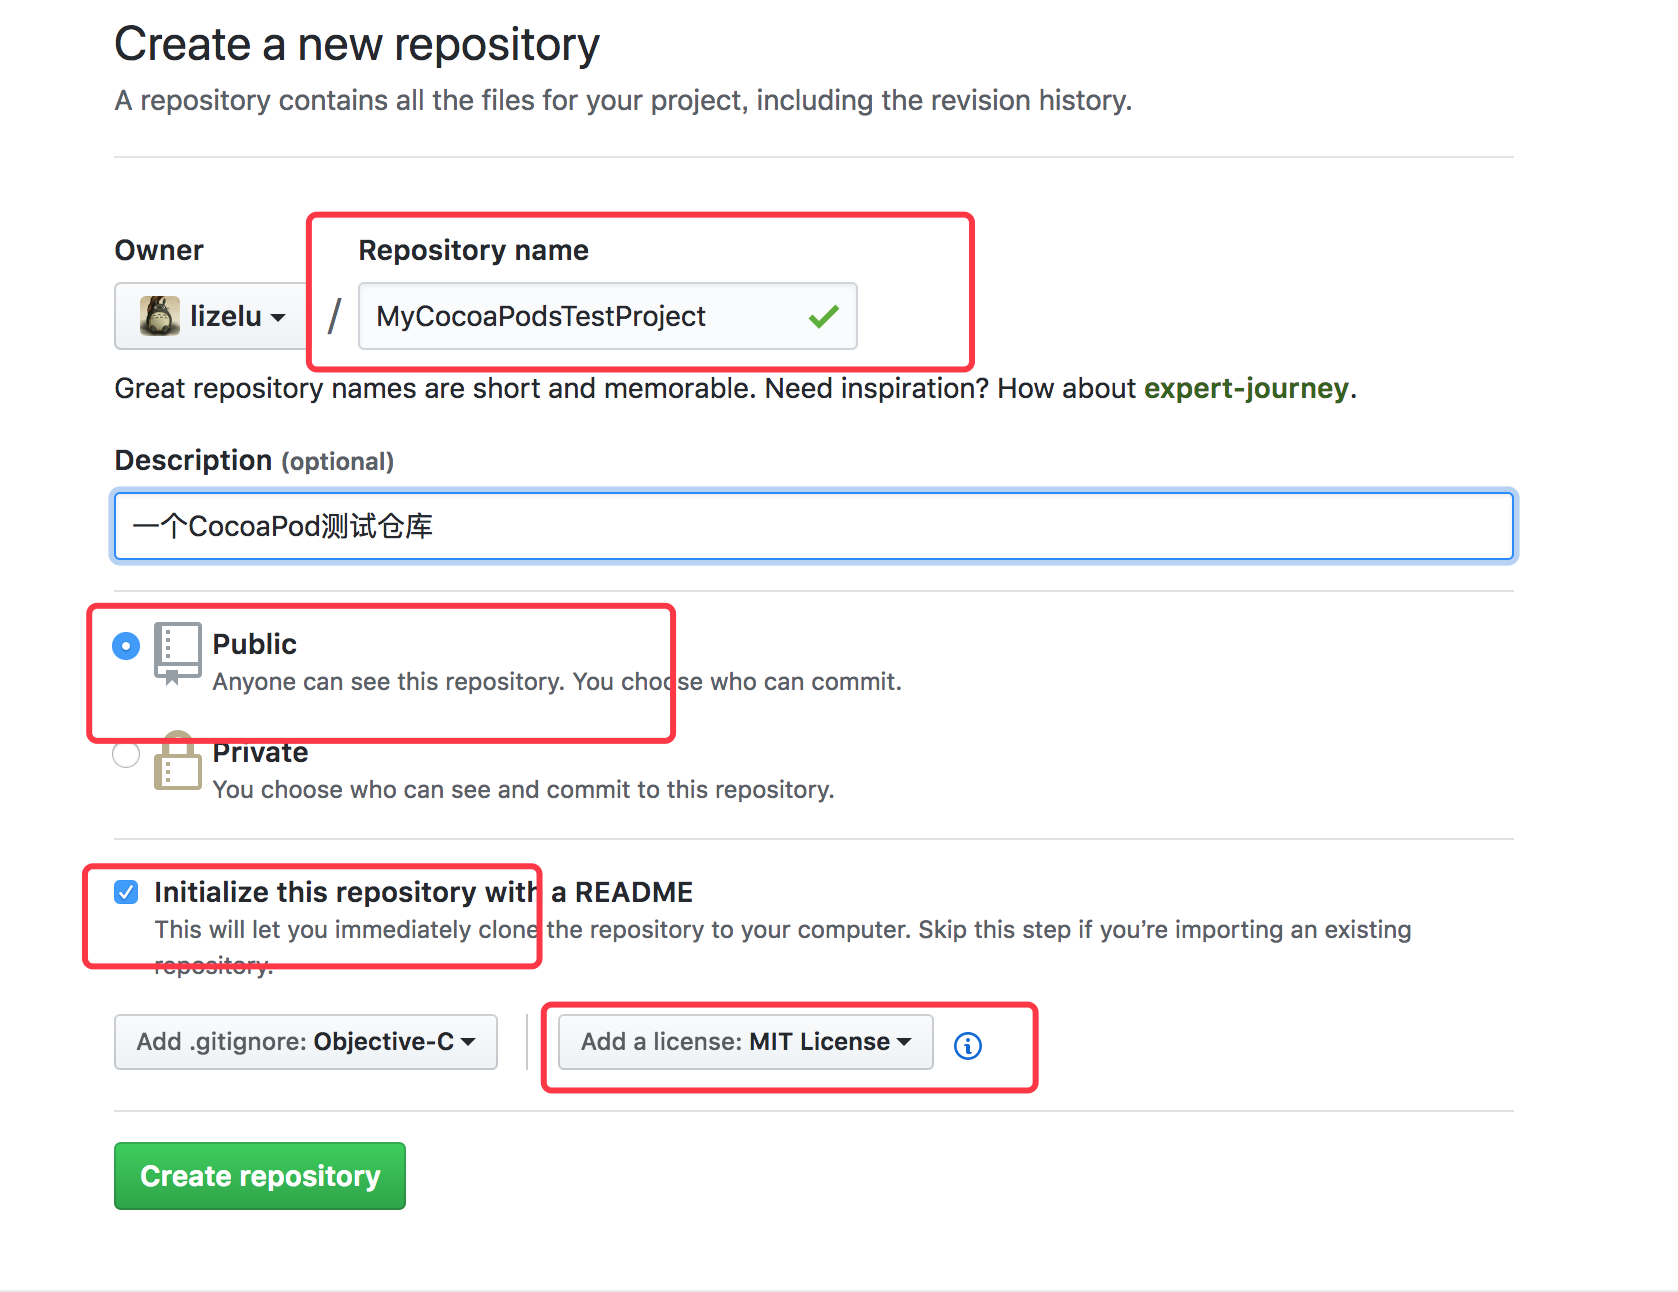 Create a new repository
A repository contains all the files for your project, including the revision history.
Owner
Repository name
lizelu
/
MyCocoaPodsTestProject
Great repository names are short and memorable. Need inspiration? How about expert-journey.
Description (optional)
一个CocoaPod测试仓库
Public
Anyone can see this repository. You choose who can commit.
Private
You choose who can see and commit to this repository.
Initialize this repository with a README
This will let you immediately clone the repository to your computer. Skip this step if you’re importing an existing
repository.
Add .gitignore: Objective-C
Add a license: MIT License
Create repository